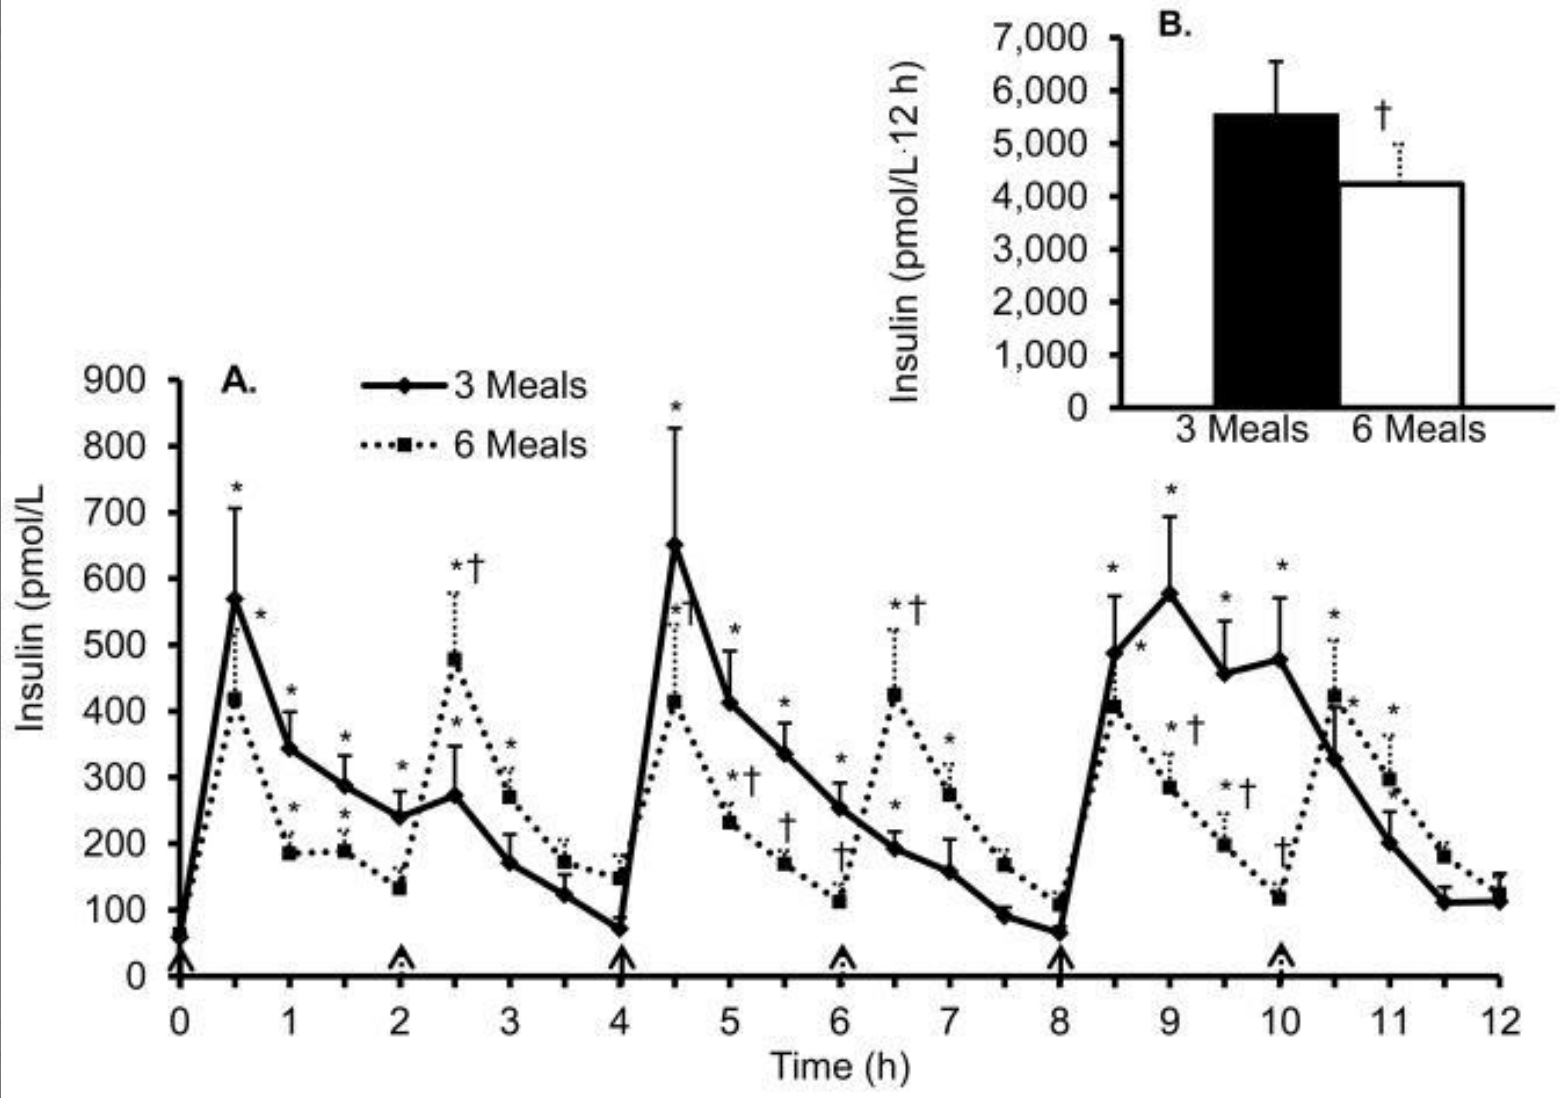 B.
7,000
6,000
5,000
4,000
3,000
2,000
1,000
0
Insulin (pmol/L·12 h)
†
3 Meals 6 Meals
A.
3 Meals
6 Meals
900
800
700
600
500
400
300
200
100
0
Insulin (pmol/L)
* * * * * * † * * * *
* † * * * * † * * † † † * † * *
* * * * * * † * † † * * * *
0 1 2 3 4 5 6 7 8 9 10 11 12
Time (h)